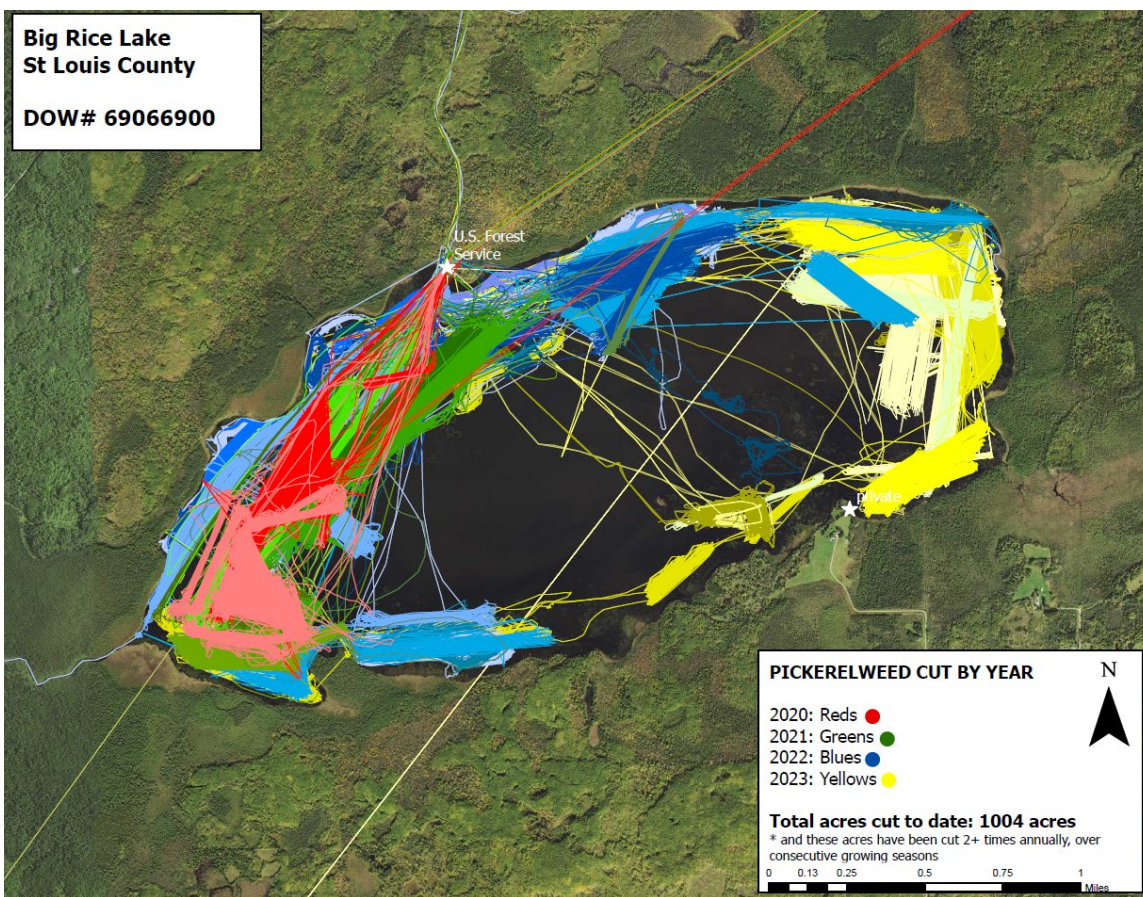 Big Rice Lake
St Louis County
DOW# 69066900
U.S. Forest
Service
private
PICKERELWEED CUT BY YEAR
N
2020: Reds
2021: Greens
2022: Blues
2023: Yellows
Total acres cut to date: 1004 acres
* and these acres have been cut 2+ times annually, over
consecutive growing seasons
0 0.13 0.25 0.5 0.75 1
Miles